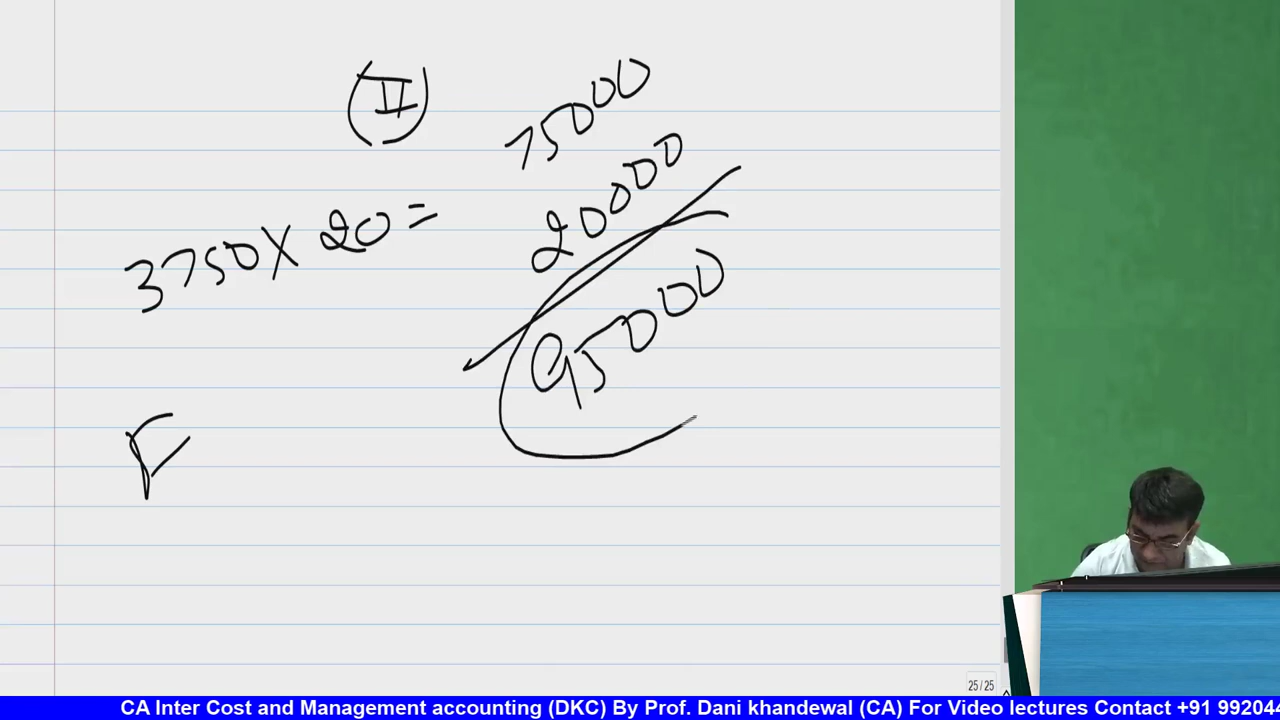 II
75000
3750 X 20 =
20000
95000
F
25/25
CA Inter Cost and Management accounting (DKC) By Prof. Dani khandewal (CA) For Video lectures Contact +91 992044